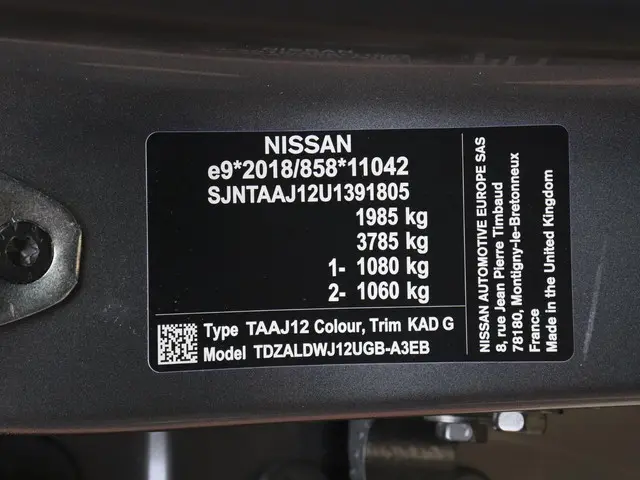 NISSAN
e9*2018/858*11042
SJNTAAJ12U1391805
1985 kg
3785 kg
1- 1080 kg
2- 1060 kg
Type TAAJ12 Colour, Trim KAD G
Model TDZALDWJ12UGB-A3EB
NISSAN AUTOMOTIVE EUROPE SAS
8, rue Jean Pierre Timbaud
78180, Montigny-le-Bretonneux
France
Made in the United Kingdom